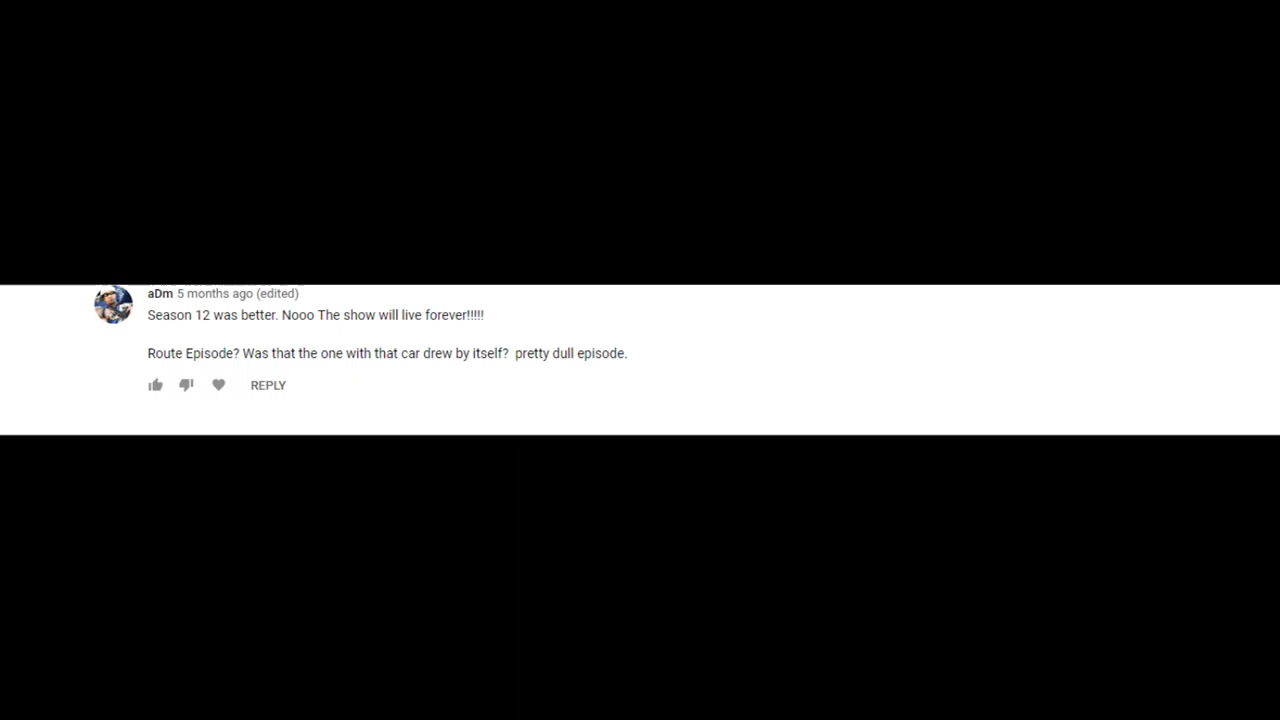 aDm 5 months ago (edited)
Season 12 was better. Nooo The show will live forever!!!!!
Route Episode? Was that the one with that car drew by itself?  pretty dull episode.
REPLY